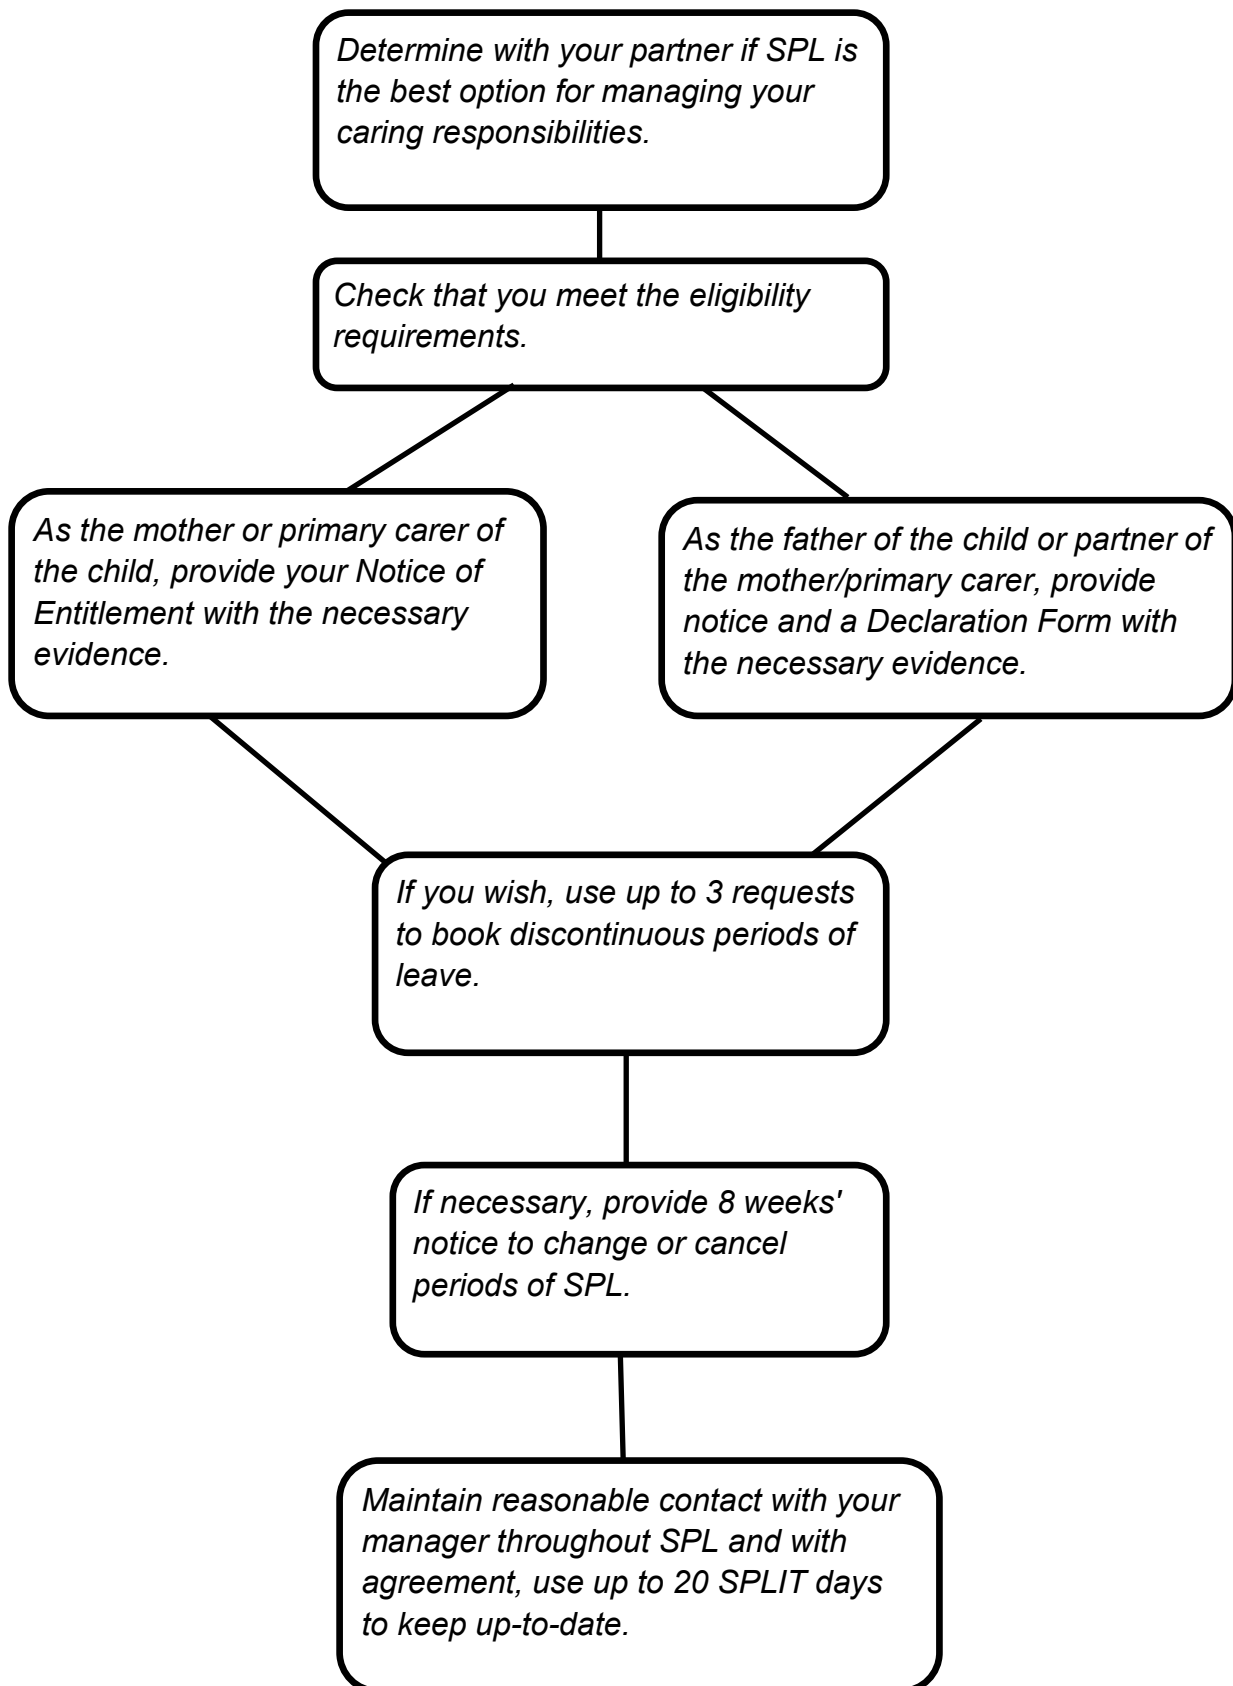 Determine with your partner if SPL is
the best option for managing your
caring responsibilities.
Check that you meet the eligibility
requirements.
As the mother or primary carer of
the child, provide your Notice of
Entitlement with the necessary
evidence.
As the father of the child or partner of
the mother/primary carer, provide
notice and a Declaration Form with
the necessary evidence.
If you wish, use up to 3 requests
to book discontinuous periods of
leave.
If necessary, provide 8 weeks'
notice to change or cancel
periods of SPL.
Maintain reasonable contact with your
manager throughout SPL and with
agreement, use up to 20 SPLIT days
to keep up-to-date.